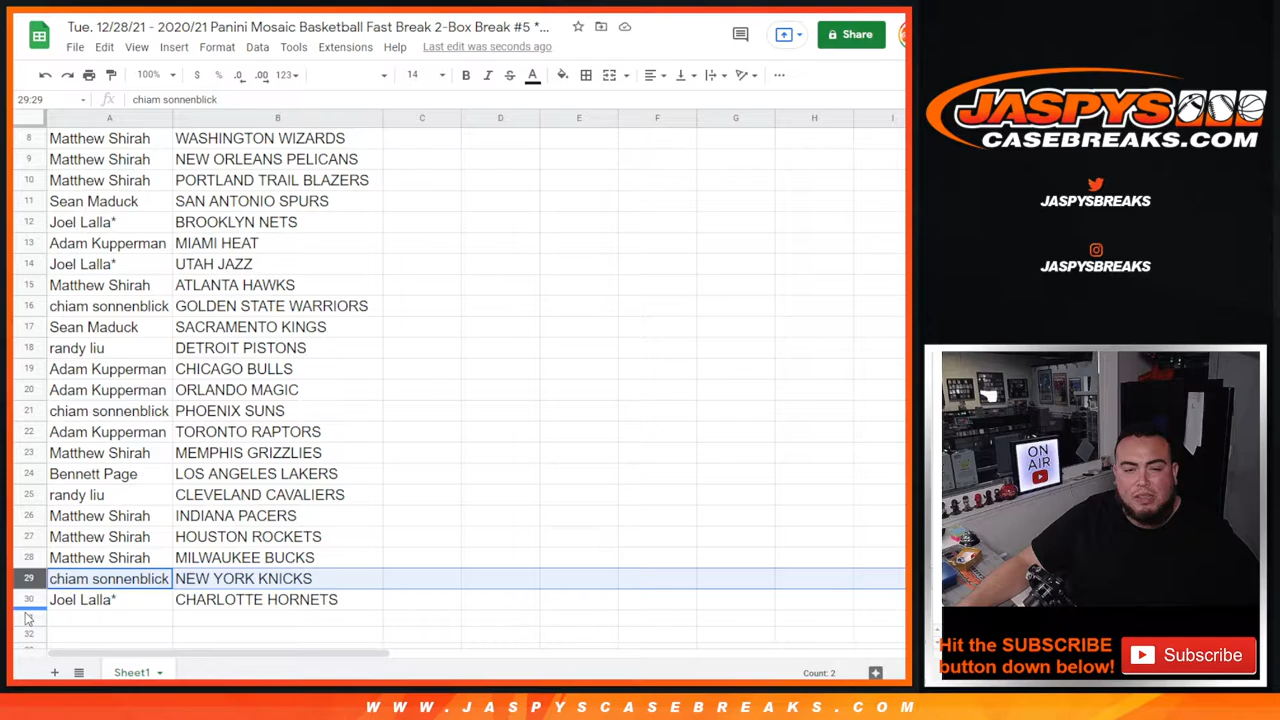 Tue. 12/28/21 - 2020/21 Panini Mosaic Basketball Fast Break 2-Box Break #5 *...
File Edit View Insert Format Data Tools Extensions Help Last edit was seconds ago
Share
100% $ % .0 .00 123 14 B I S A
29:29 fx chiam sonnenblick
A B C D E F G H I
8 Matthew Shirah WASHINGTON WIZARDS
9 Matthew Shirah NEW ORLEANS PELICANS
10 Matthew Shirah PORTLAND TRAIL BLAZERS
11 Sean Maduck SAN ANTONIO SPURS
12 Joel Lalla* BROOKLYN NETS
13 Adam Kupperman MIAMI HEAT
14 Joel Lalla* UTAH JAZZ
15 Matthew Shirah ATLANTA HAWKS
16 chiam sonnenblick GOLDEN STATE WARRIORS
17 Sean Maduck SACRAMENTO KINGS
18 randy liu DETROIT PISTONS
19 Adam Kupperman CHICAGO BULLS
20 Adam Kupperman ORLANDO MAGIC
21 chiam sonnenblick PHOENIX SUNS
22 Adam Kupperman TORONTO RAPTORS
23 Matthew Shirah MEMPHIS GRIZZLIES
24 Bennett Page LOS ANGELES LAKERS
25 randy liu CLEVELAND CAVALIERS
26 Matthew Shirah INDIANA PACERS
27 Matthew Shirah HOUSTON ROCKETS
28 Matthew Shirah MILWAUKEE BUCKS
29 chiam sonnenblick NEW YORK KNICKS
30 Joel Lalla* CHARLOTTE HORNETS
32
Sheet1
Count: 2
JASPYS
CASEBREAKS.COM
JASPYSBREAKS
JASPYSBREAKS
ON
AIR
Hit the SUBSCRIBE
button down below!
Subscribe
WWW.JASPYSCASEBREAKS.COM